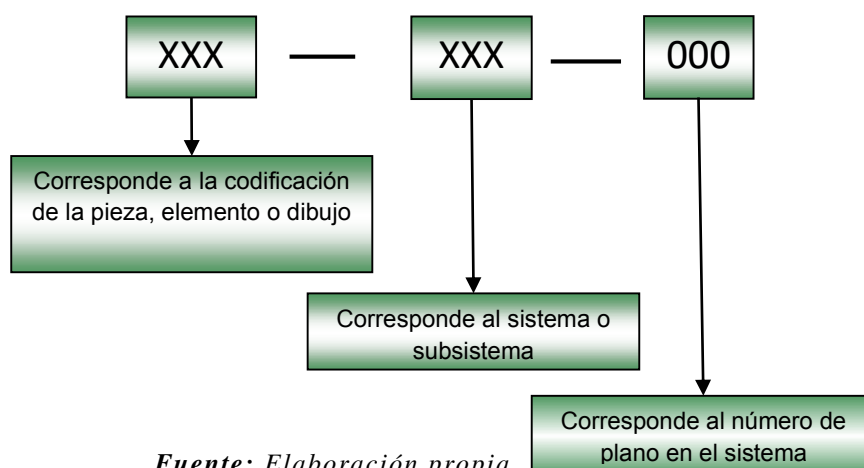 XXX — XXX — 000
Corresponde a la codificación
de la pieza, elemento o dibujo
Corresponde al sistema o
subsistema
Corresponde al número de
plano en el sistema
Fuente: Elaboración propia